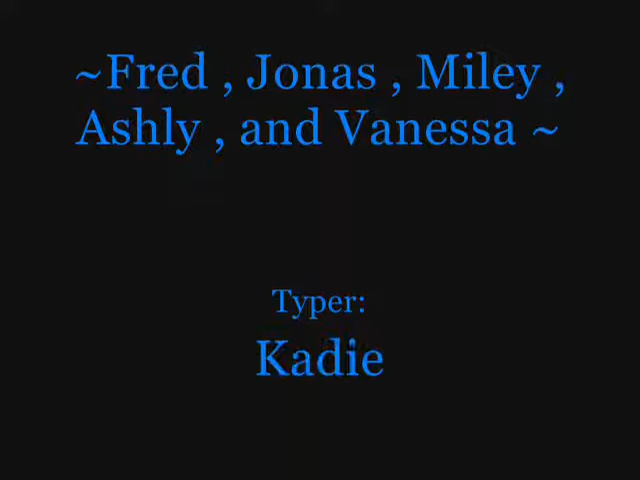 ~Fred , Jonas , Miley ,
Ashly , and Vanessa ~
Typer:
Kadie